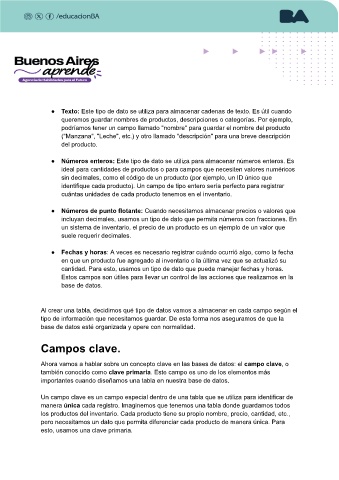 /educacionBA
BA
Buenos Aires
aprende
Agencia de Habilidades para el Futuro
● Texto: Este tipo de dato se utiliza para almacenar cadenas de texto. Es útil cuando
queremos guardar nombres de productos, descripciones o categorías. Por ejemplo,
podríamos tener un campo llamado "nombre" para guardar el nombre del producto
("Manzana", "Leche", etc.) y otro llamado "descripción" para una breve descripción
del producto.
● Números enteros: Este tipo de dato se utiliza para almacenar números enteros. Es
ideal para cantidades de productos o para campos que necesiten valores numéricos
sin decimales, como el código de un producto (por ejemplo, un ID único que
identifique cada producto). Un campo de tipo entero sería perfecto para registrar
cuántas unidades de cada producto tenemos en el inventario.
● Números de punto flotante: Cuando necesitamos almacenar precios o valores que
incluyan decimales, usamos un tipo de dato que permita números con fracciones. En
un sistema de inventario, el precio de un producto es un ejemplo de un valor que
suele requerir decimales.
● Fechas y horas: A veces es necesario registrar cuándo ocurrió algo, como la fecha
en que un producto fue agregado al inventario o la última vez que se actualizó su
cantidad. Para esto, usamos un tipo de dato que puede manejar fechas y horas.
Estos campos son útiles para llevar un control de las acciones que realizamos en la
base de datos.
Al crear una tabla, decidimos qué tipo de datos vamos a almacenar en cada campo según el
tipo de información que necesitamos guardar. De esta forma nos aseguramos de que la
base de datos esté organizada y opere con normalidad.
Campos clave.
Ahora vamos a hablar sobre un concepto clave en las bases de datos: el campo clave, o
también conocido como clave primaria. Este campo es uno de los elementos más
importantes cuando diseñamos una tabla en nuestra base de datos.
Un campo clave es un campo especial dentro de una tabla que se utiliza para identificar de
manera única cada registro. Imaginemos que tenemos una tabla donde guardamos todos
los productos del inventario. Cada producto tiene su propio nombre, precio, cantidad, etc.,
pero necesitamos un dato que permita diferenciar cada producto de manera única. Para
esto, usamos una clave primaria.